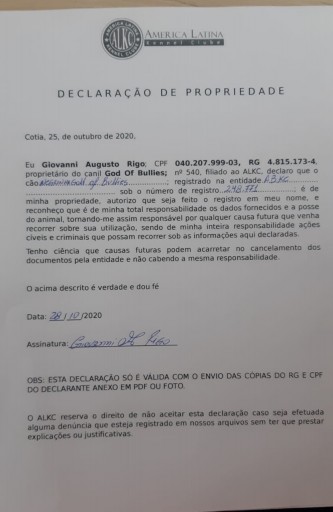 ALKC
AMERICA LATINA
Kennel Clube
DECLARAÇÃO DE PROPRIEDADE
Cotia, 25, de outubro de 2020,
Eu Giovanni Augusto Rigo; CPF 040.207.999-03, RG 4.815.173-4,
proprietário do canil God Of Bullies; nº 540, filiado ao ALKC, declaro que o
cão God of Bullies; registrado na entidade
sob o número de registro 248.171; é de
minha propriedade, autorizo que seja feito o registro em meu nome, e
reconheço que é de minha total responsabilidade os dados fornecidos e a posse
do animal, tornando-me assim responsável por qualquer causa futura que venha
recorrer sobre sua utilização, sendo de minha inteira responsabilidade ações
cíveis e criminais que possam recorrer sob as informações aqui declaradas.
Tenho ciência que causas futuras podem acarretar no cancelamento dos
documentos pela entidade e não cabendo a mesma responsabilidade.
O acima descrito é verdade e dou fé
Data: 28/10/2020
Assinatura: Giovanni Rigo
OBS: ESTA DECLARAÇÃO SÓ É VÁLIDA COM O ENVIO DAS CÓPIAS DO RG E CPF
DO DECLARANTE ANEXO EM PDF OU FOTO.
O ALKC reserva o direito de não aceitar esta declaração caso seja efetuada
alguma denúncia que esteja registrado em nossos arquivos sem ter que prestar
explicações ou justificativas.